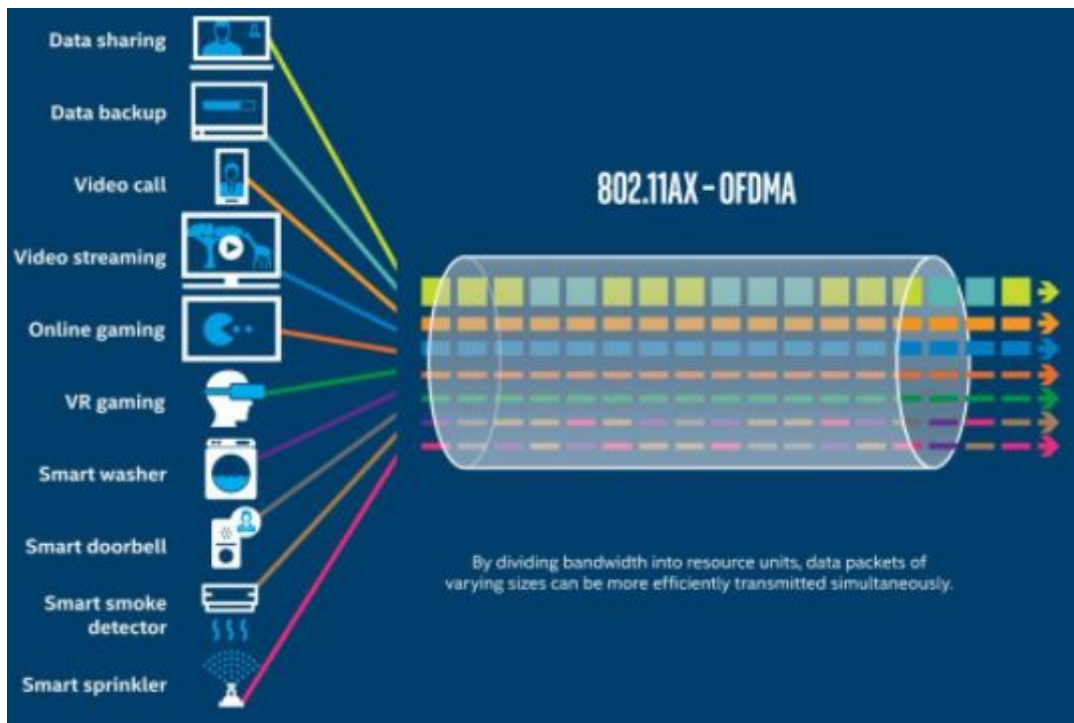 Data sharing
Data backup
Video call
Video streaming
Online gaming
VR gaming
Smart washer
Smart doorbell
Smart smoke
detector
Smart sprinkler
802.11AX – OFDMA
By dividing bandwidth into resource units, data packets of
varying sizes can be more efficiently transmitted simultaneously.